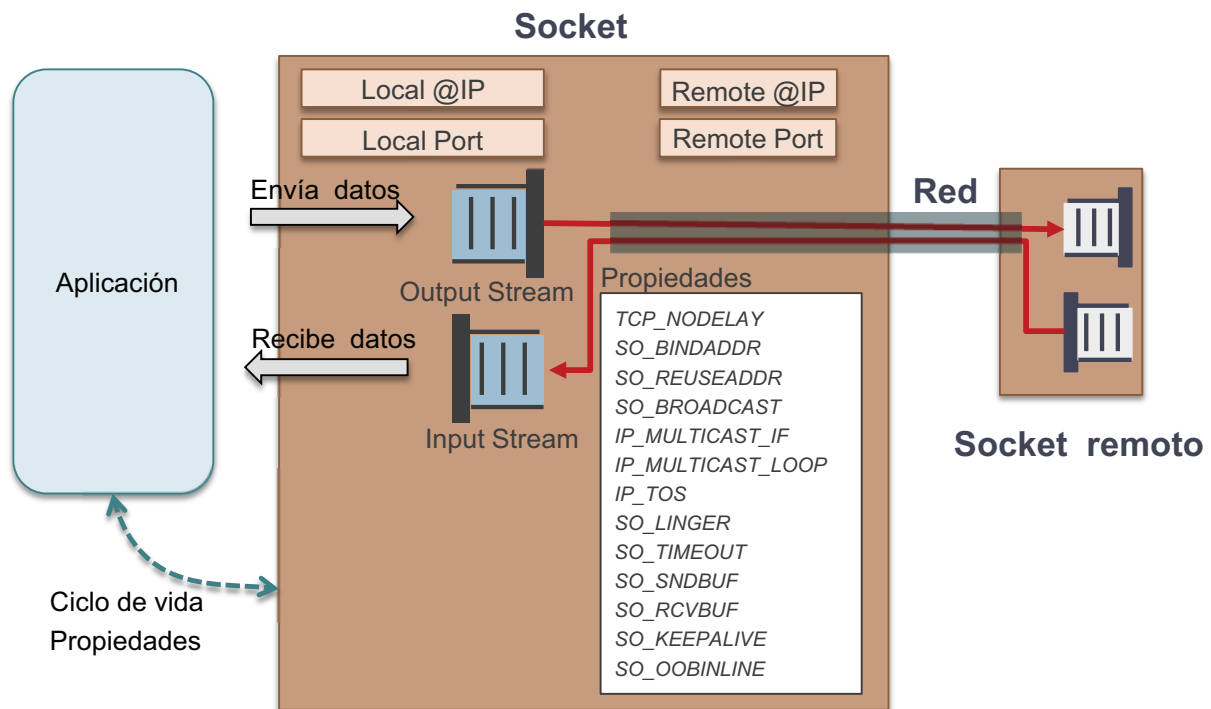 Socket
Local @IP
Remote @IP
Local Port
Remote Port
Envía datos
Red
Aplicación
Output Stream
Propiedades
Recibe datos
Input Stream
TCP_NODELAY
SO_BINDADDR
SO_REUSEADDR
SO_BROADCAST
IP_MULTICAST_IF
IP_MULTICAST_LOOP
IP_TOS
SO_LINGER
SO_TIMEOUT
SO_SNDBUF
SO_RCVBUF
SO_KEEPALIVE
SO_OOBINLINE
Socket remoto
Ciclo de vida
Propiedades